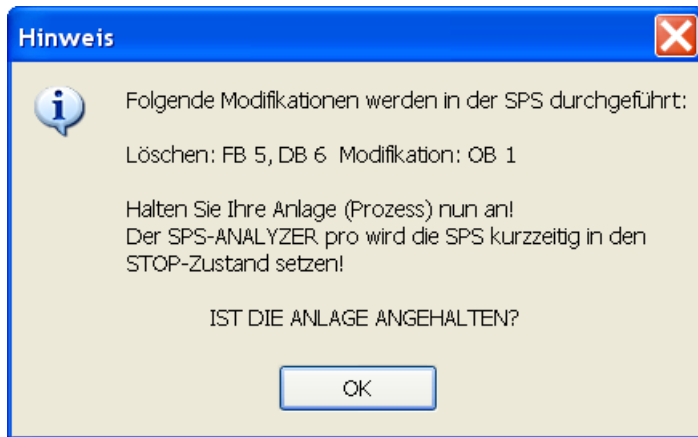 Hinweis
Folgende Modifkationen werden in der SPS durchgeführt:
Löschen: FB 5, DB 6 Modifikation: OB 1
Halten Sie Ihre Anlage (Prozess) nun an!
Der SPS-ANALYZER pro wird die SPS kurzzeitig in den
STOP-Zustand setzen!
IST DIE ANLAGE ANGEHALTEN?
OK